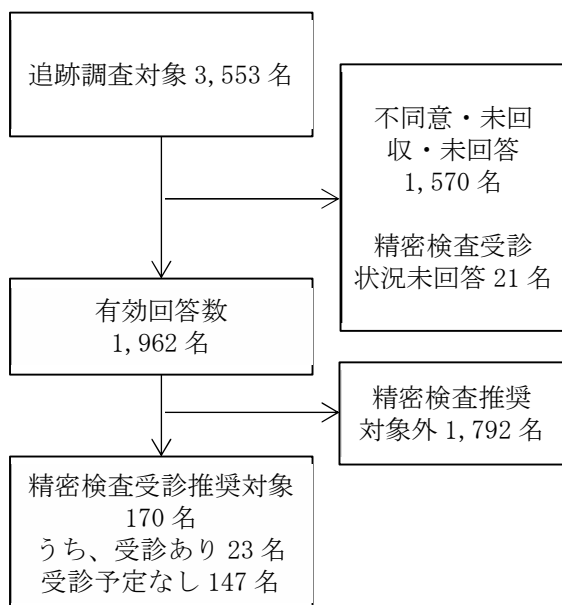 追跡調査対象 3,553 名
不同意・未回
収・未回答
1,570 名
精密検査受診
状況未回答 21 名
有効回答数
1,962 名
精密検査推奨
対象外 1,792 名
精密検査受診推奨対象
170 名
うち、受診あり 23 名
受診予定なし 147 名